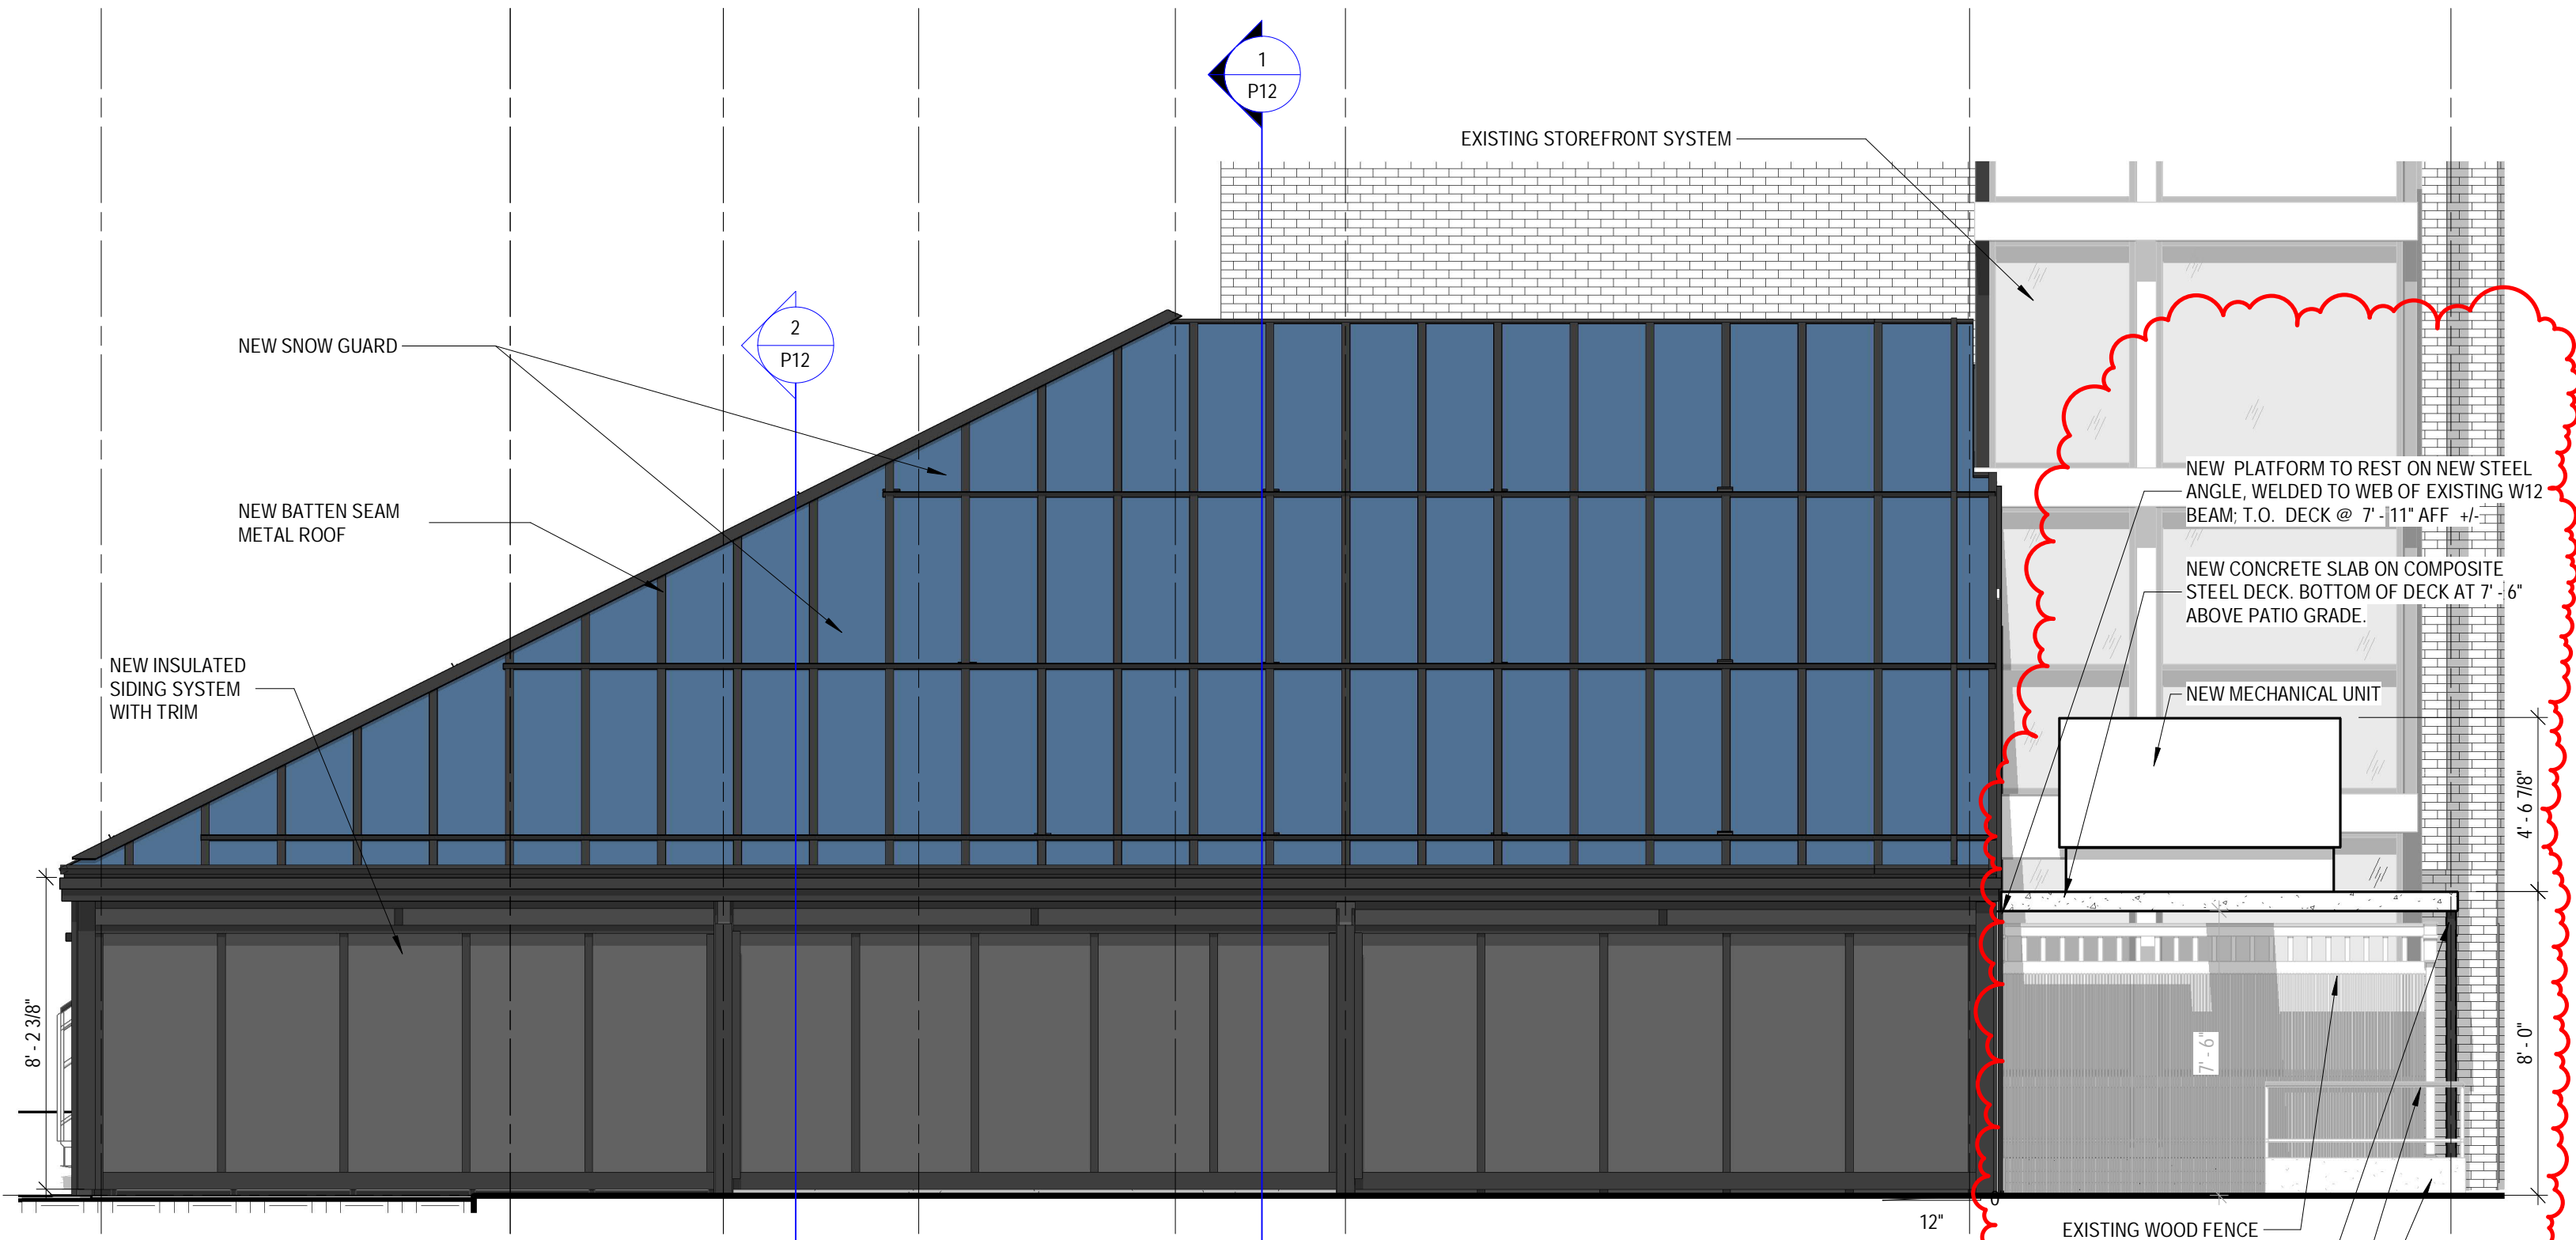 1
P12
EXISTING STOREFRONT SYSTEM
2
P12
NEW SNOW GUARD
NEW BATTEN SEAM
METAL ROOF
NEW PLATFORM TO REST ON NEW STEEL
ANGLE, WELDED TO WEB OF EXISTING W12
BEAM; T.O. DECK @ 7' - 11" AFF +/-
NEW CONCRETE SLAB ON COMPOSITE
STEEL DECK. BOTTOM OF DECK AT 7' - 6"
ABOVE PATIO GRADE.
NEW INSULATED
SIDING SYSTEM
WITH TRIM
NEW MECHANICAL UNIT
4' - 6 7/8"
8' - 2 3/8"
7' - 6"
8' - 0"
12"
EXISTING WOOD FENCE